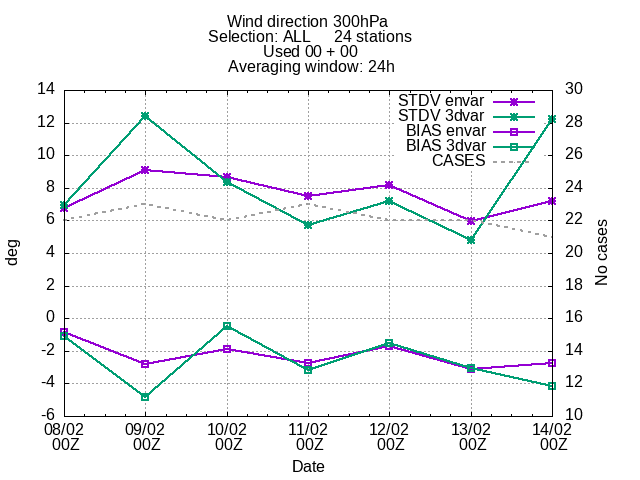 Wind direction 300hPa
Selection: ALL 24 stations
Used 00 + 00
Averaging window: 24h
14 30
STDV envar
STDV 3dvar
12 28
BIAS envar
BIAS 3dvar
10 26
CASES
8 24
6 22
deg
No cases
4 20
2 18
0 16
-2 14
-4 12
-6 10
08/02 09/02 10/02 11/02 12/02 13/02 14/02
00Z 00Z 00Z 00Z 00Z 00Z 00Z
Date